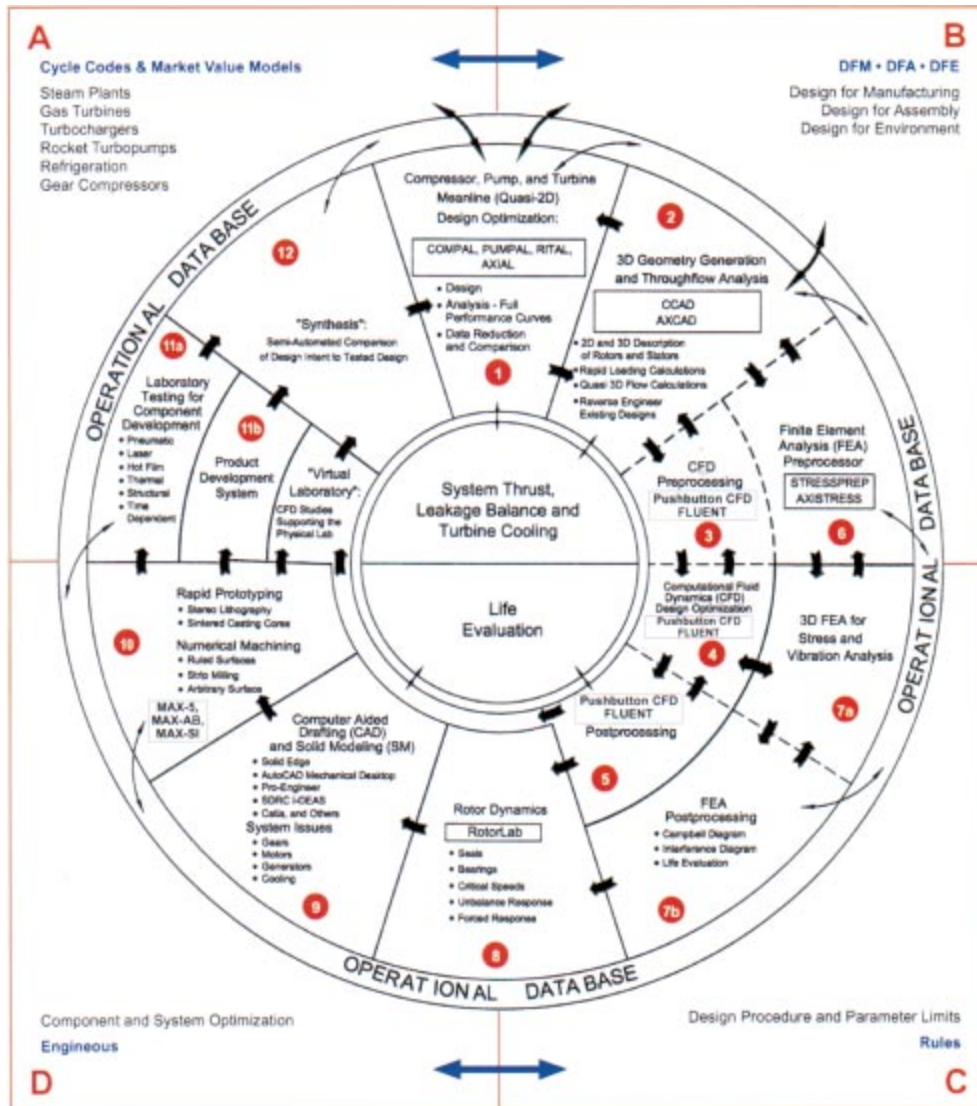 A
Cycle Codes & Market Value Models
Steam Plants
Gas Turbines
Turbochargers
Rocket Turbopumps
Refrigeration
Gear Compressors
B
DFM • DFA • DFE
Design for Manufacturing
Design for Assembly
Design for Environment
OPERATIONAL DATA BASE
OPERATIONAL DATA BASE
OPERATIONAL DATA BASE
Compressor, Pump, and Turbine
Meanline (Quasi-2D)
Design Optimization:
COMPAL, PUMPAL, RITAL,
AXIAL
• Design
• Analysis - Full
Performance Curves
• Data Reduction
and Comparison
1
2
3D Geometry Generation
and Throughflow Analysis
CCAD
AXCAD
• 2D and 3D Description
of Rotors and Stators
• Rapid Loading Calculations
• Quasi 3D Flow Calculations
• Reverse Engineer
Existing Designs
CFD
Preprocessing
Pushbutton CFD
FLUENT
3
Computational Fluid
Dynamics (CFD)
Design Optimization
Pushbutton CFD
FLUENT
4
Pushbutton CFD
FLUENT
Postprocessing
5
Finite Element
Analysis (FEA)
Preprocessor
STRESSPREP
AXISTRESS
6
3D FEA for
Stress and
Vibration Analysis
7a
FEA
Postprocessing
• Campbell Diagram
• Interference Diagram
• Life Evaluation
7b
Rotor Dynamics
RotorLab
• Seals
• Bearings
• Critical Speeds
• Unbalance Response
• Forced Response
8
Computer Aided
Drafting (CAD)
and Solid Modeling (SM)
• Solid Edge
• AutoCAD Mechanical Desktop
• Pro-Engineer
• SDRC I-DEAS
• Catia, and Others
System Issues
• Gears
• Motors
• Generators
• Cooling
9
Rapid Prototyping
• Stereo Lithography
• Sintered Casting Cores
Numerical Machining
• Ruled Surfaces
• Strip Milling
• Arbitrary Surface
MAX-5,
MAX-AB,
MAX-SI
10
11a
Laboratory
Testing for
Component
Development
• Pneumatic
• Laser
• Hot Film
• Thermal
• Structural
• Time
Dependent
11b
Product
Development
System
"Virtual
Laboratory":
CFD Studies
Supporting the
Physical Lab
12
"Synthesis":
Semi-Automated Comparison
of Design Intent to Tested Design
System Thrust,
Leakage Balance and
Turbine Cooling
Life
Evaluation
Component and System Optimization
Engineous
D
Design Procedure and Parameter Limits
Rules
C